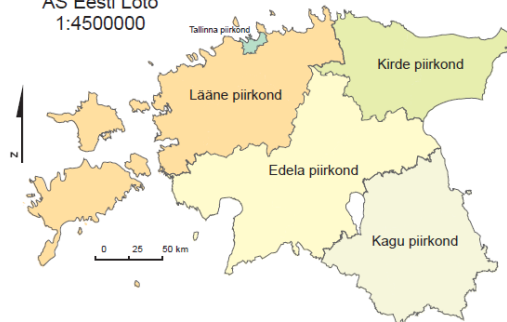 AS Eesti Loto
1:4500000
Tallinna piirkond
Kirde piirkond
Lääne piirkond
Edela piirkond
Kagu piirkond
N
0 25 50 km